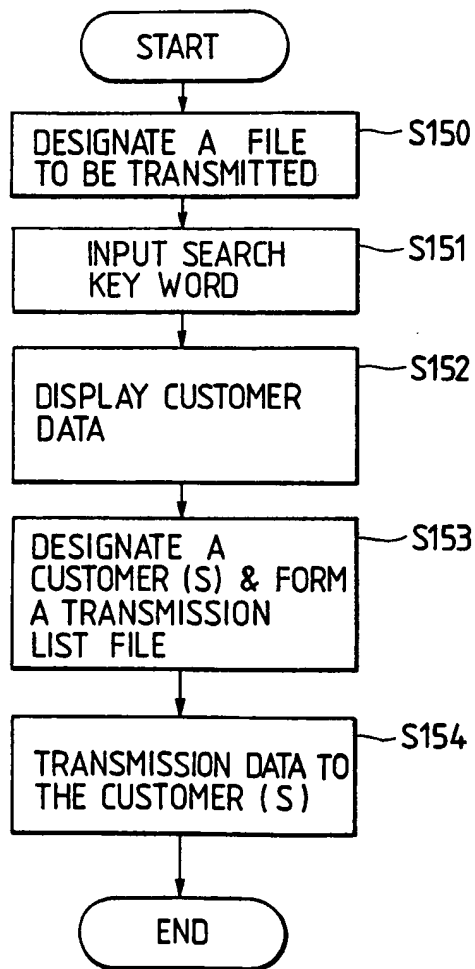 START
DESIGNATE A FILE
TO BE TRANSMITTED
S150
INPUT SEARCH
KEY WORD
S151
DISPLAY CUSTOMER
DATA
S152
DESIGNATE A
CUSTOMER (S) & FORM
A TRANSMISSION
LIST FILE
S153
TRANSMISSION DATA TO
THE CUSTOMER (S)
S154
END